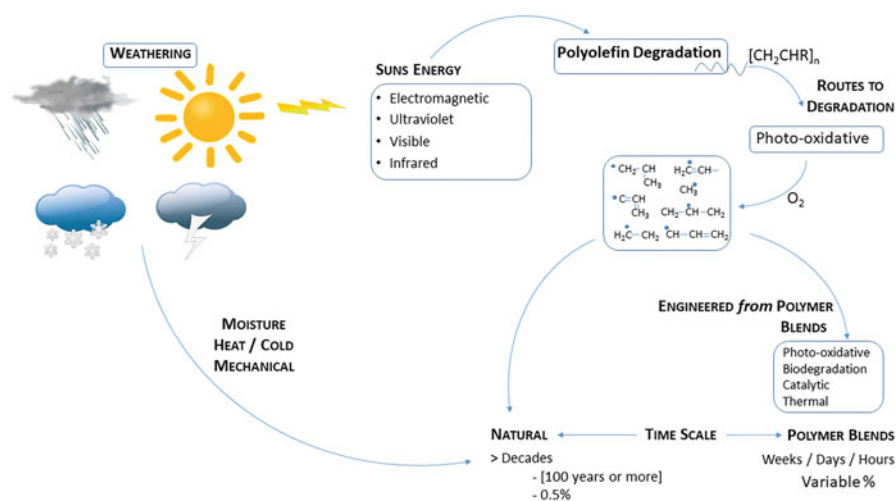 WEATHERING
SUNS ENERGY
• Electromagnetic
• Ultraviolet
• Visible
• Infrared
Polyolefin Degradation
[CH₂CHR]ₙ
ROUTES TO
DEGRADATION
Photo-oxidative
O₂
•CH₂–CH
CH₃
H₂C=CH–
CH₃
•C=CH
CH₃
CH₂–CH–CH₂
H₂C–CH₂
•CH–CH=CH₂
ENGINEERED from POLYMER
BLENDS
Photo-oxidative
Biodegradation
Catalytic
Thermal
MOISTURE
HEAT / COLD
MECHANICAL
NATURAL
TIME SCALE
POLYMER BLENDS
> Decades
- [100 years or more]
- 0.5%
Weeks / Days / Hours
Variable %